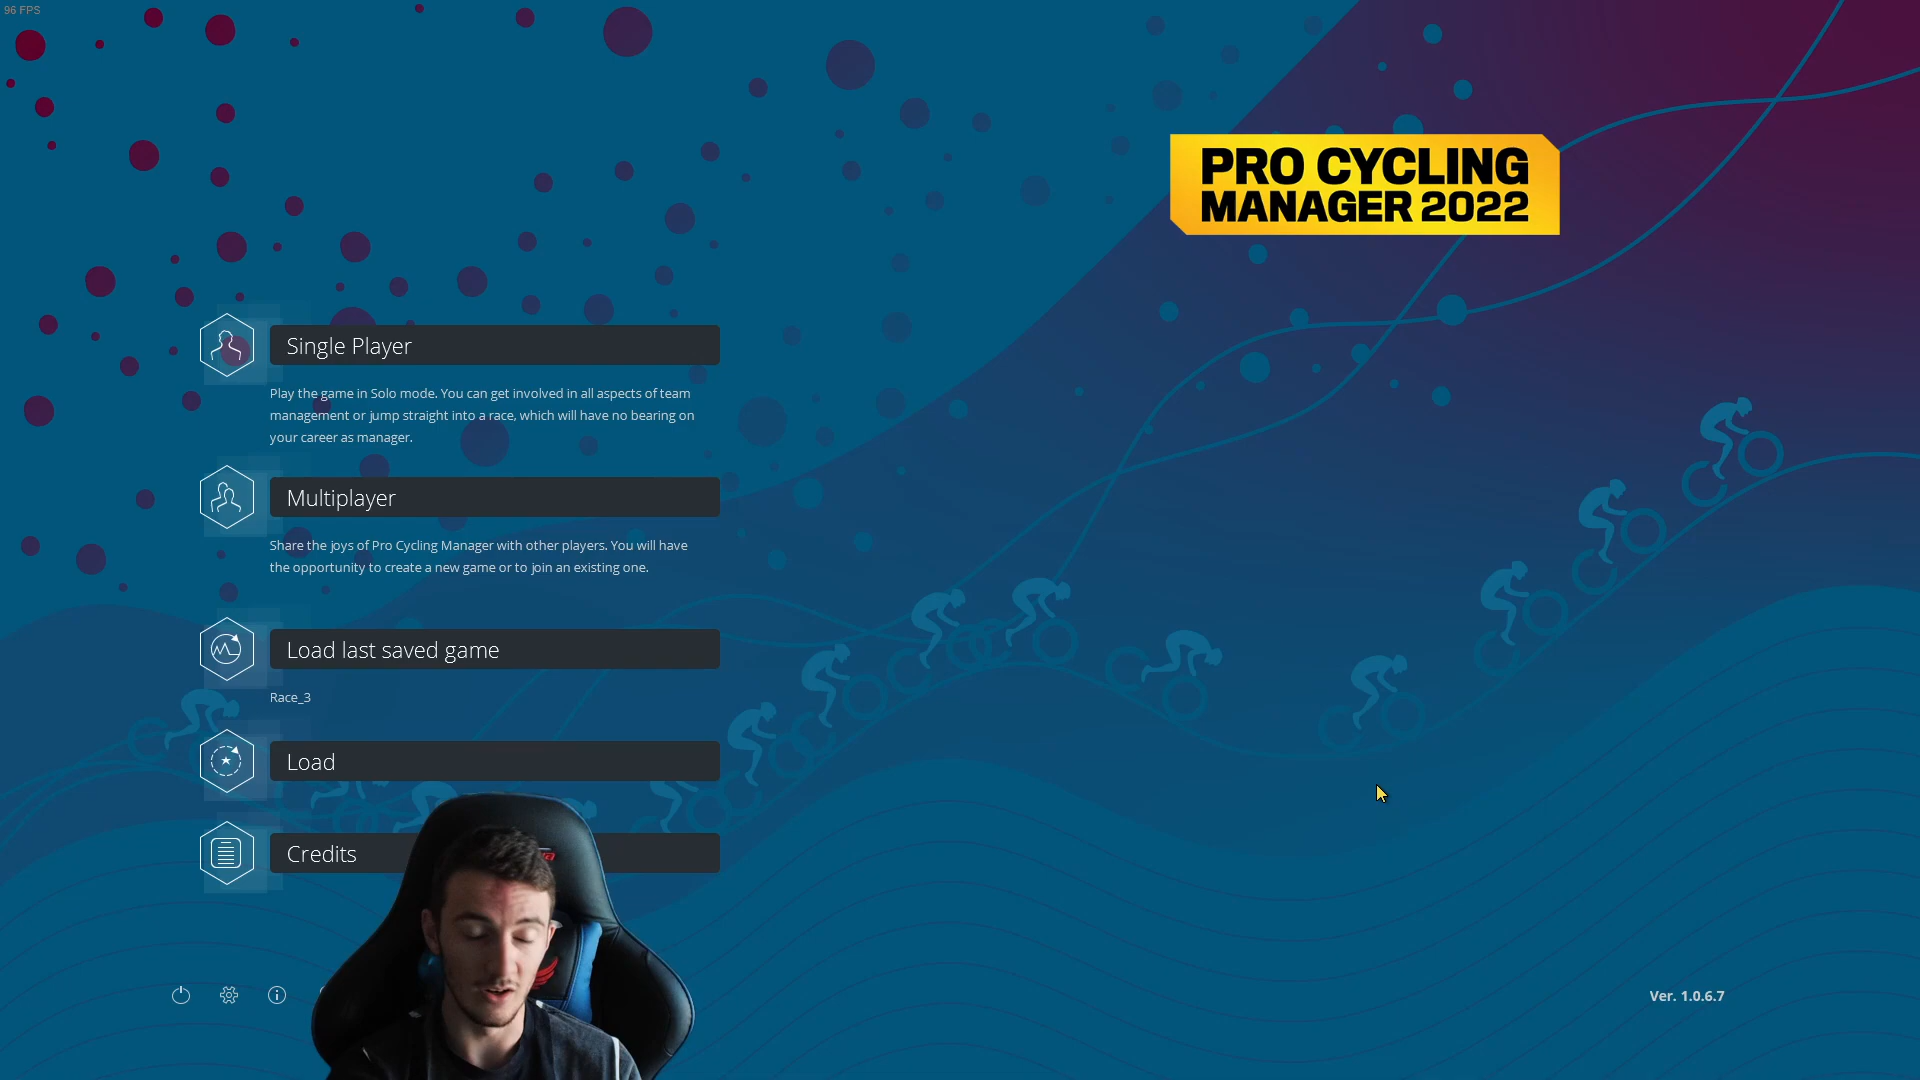 96 FPS
PRO CYCLING
MANAGER 2022
Single Player
Play the game in Solo mode. You can get involved in all aspects of team
management or jump straight into a race, which will have no bearing on
your career as manager.
Multiplayer
Share the joys of Pro Cycling Manager with other players. You will have
the opportunity to create a new game or to join an existing one.
Load last saved game
Race_3
Load
Credits
Ver. 1.0.6.7